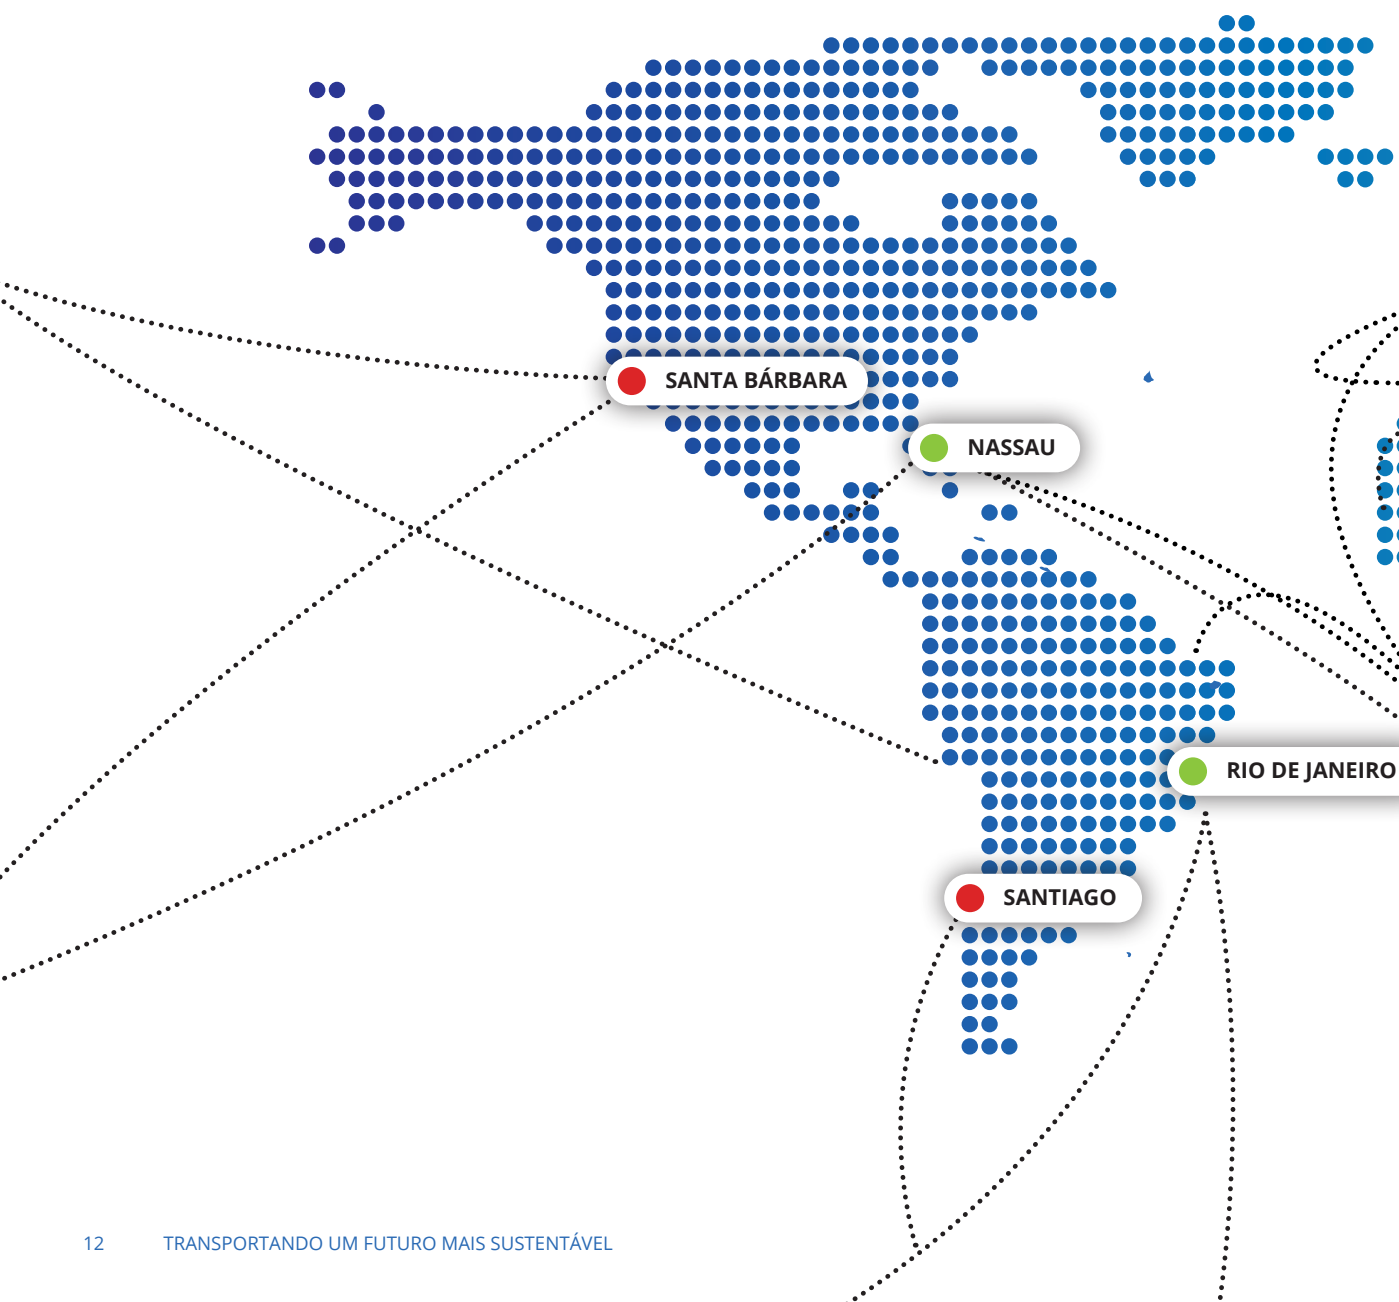 SANTA BÁRBARA
NASSAU
RIO DE JANEIRO
SANTIAGO
12 TRANSPORTANDO UM FUTURO MAIS SUSTENTÁVEL